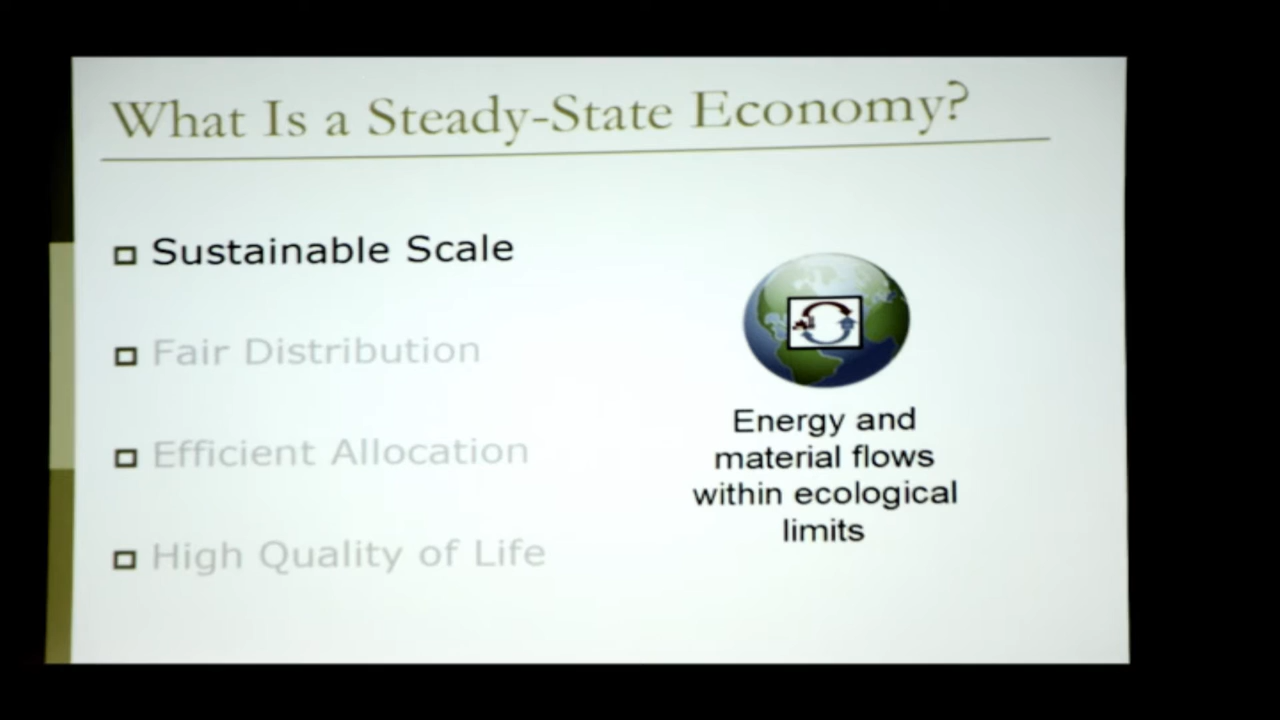 What Is a Steady-State Economy?
Sustainable Scale
Fair Distribution
Efficient Allocation
High Quality of Life
Energy and
material flows
within ecological
limits